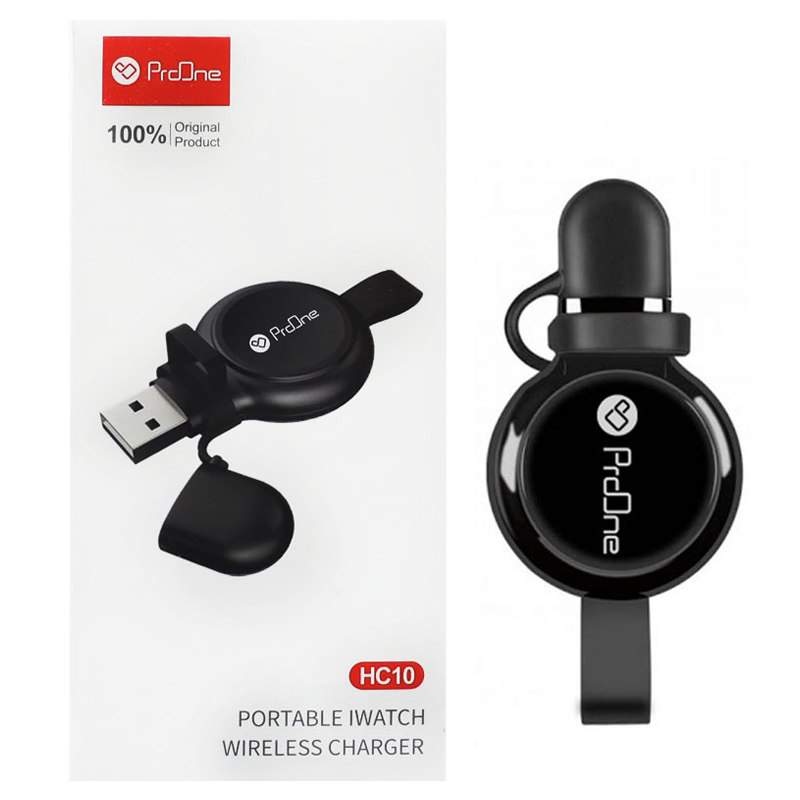 ProOne
100% Original
Product
ProOne
HC10
PORTABLE IWATCH
WIRELESS CHARGER
ProOne